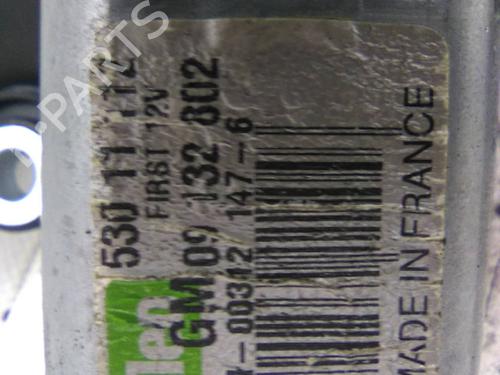 530 11 112
FIRST 12V
GM 09 132 802
00312 147-6
MADE IN FRANCE
B-PARTS